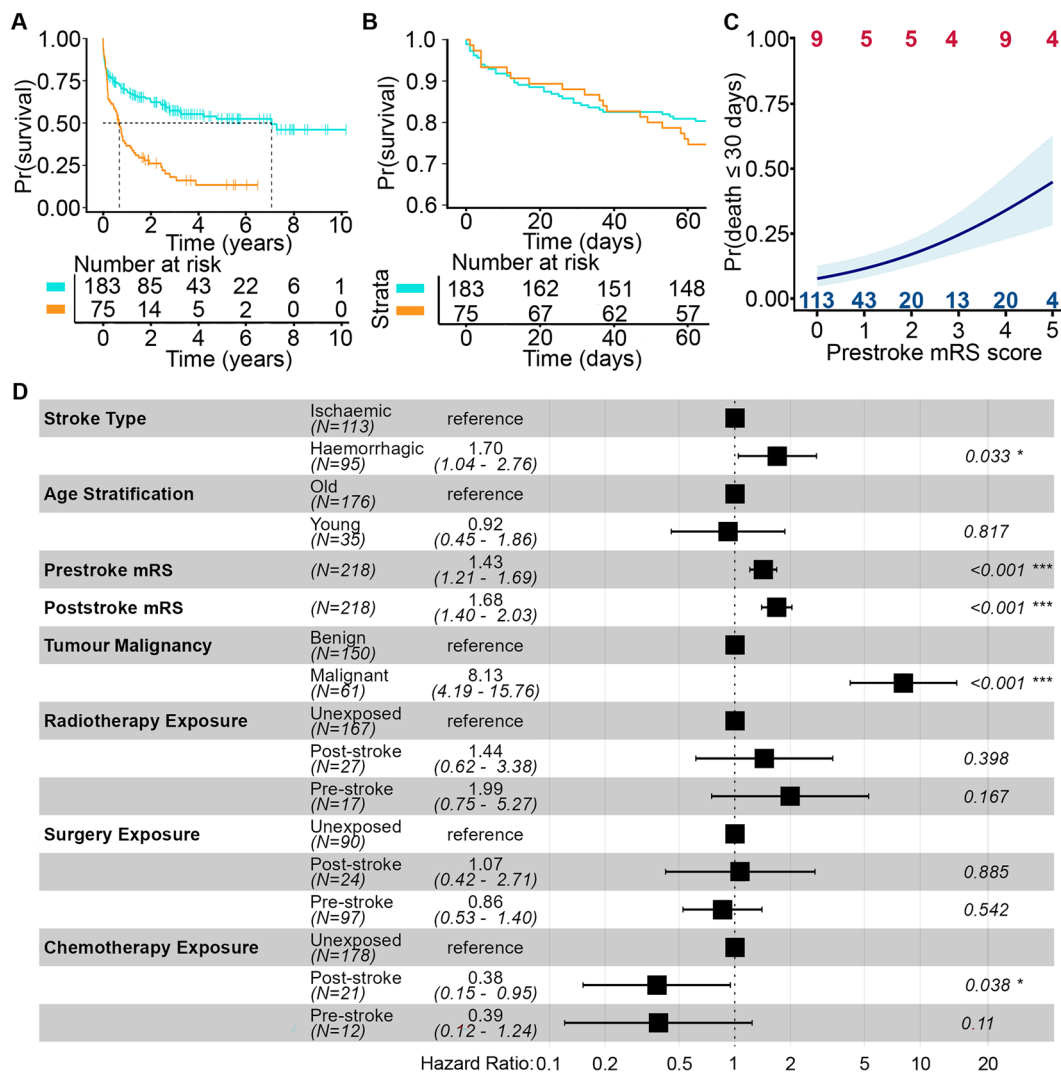 A
1.00
0.75
0.50
0.25
0.00
Pr(survival)
0 2 4 6 8 10
Time (years)
Number at risk
183 85 43 22 6 1
75 14 5 2 0 0
0 2 4 6 8 10
Time (years)
B
1.0
0.9
0.8
0.7
0.6
Pr(survival)
0 20 40 60
Time (days)
Number at risk
Strata
183 162 151 148
75 67 62 57
0 20 40 60
Time (days)
C
9 5 5 4 9 4
1.00
0.75
0.50
0.25
0.00
Pr(death ≤ 30 days)
113 43 20 13 20 4
0 1 2 3 4 5
Prestroke mRS score
D
Stroke Type Ischaemic reference
(N=113)
Haemorrhagic 1.70 0.033 *
(N=95) (1.04 - 2.76)
Age Stratification Old reference
(N=176)
Young 0.92 0.817
(N=35) (0.45 - 1.86)
Prestroke mRS (N=218) 1.43 <0.001 ***
(1.21 - 1.69)
Poststroke mRS (N=218) 1.68 <0.001 ***
(1.40 - 2.03)
Tumour Malignancy Benign reference
(N=150)
Malignant 8.13 <0.001 ***
(N=61) (4.19 - 15.76)
Radiotherapy Exposure Unexposed reference
(N=167)
Post-stroke 1.44 0.398
(N=27) (0.62 - 3.38)
Pre-stroke 1.99 0.167
(N=17) (0.75 - 5.27)
Surgery Exposure Unexposed reference
(N=90)
Post-stroke 1.07 0.885
(N=24) (0.42 - 2.71)
Pre-stroke 0.86 0.542
(N=97) (0.53 - 1.40)
Chemotherapy Exposure Unexposed reference
(N=178)
Post-stroke 0.38 0.038 *
(N=21) (0.15 - 0.95)
Pre-stroke 0.39 0.11
(N=12) (0.12 - 1.24)
Hazard Ratio: 0.1 0.2 0.5 1 2 5 10 20